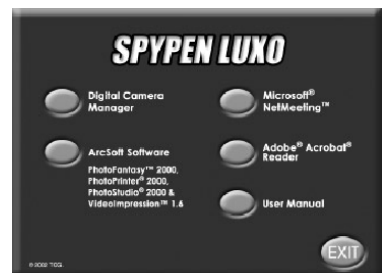 SPYPEN LUXO
Digital Camera
Manager
Microsoft®
NetMeeting™
ArcSoft Software
PhotoFantasy™ 2000,
PhotoPrinter® 2000,
PhotoStudio® 2000 &
VideoImpression™ 1.6
Adobe® Acrobat®
Reader
User Manual
EXIT